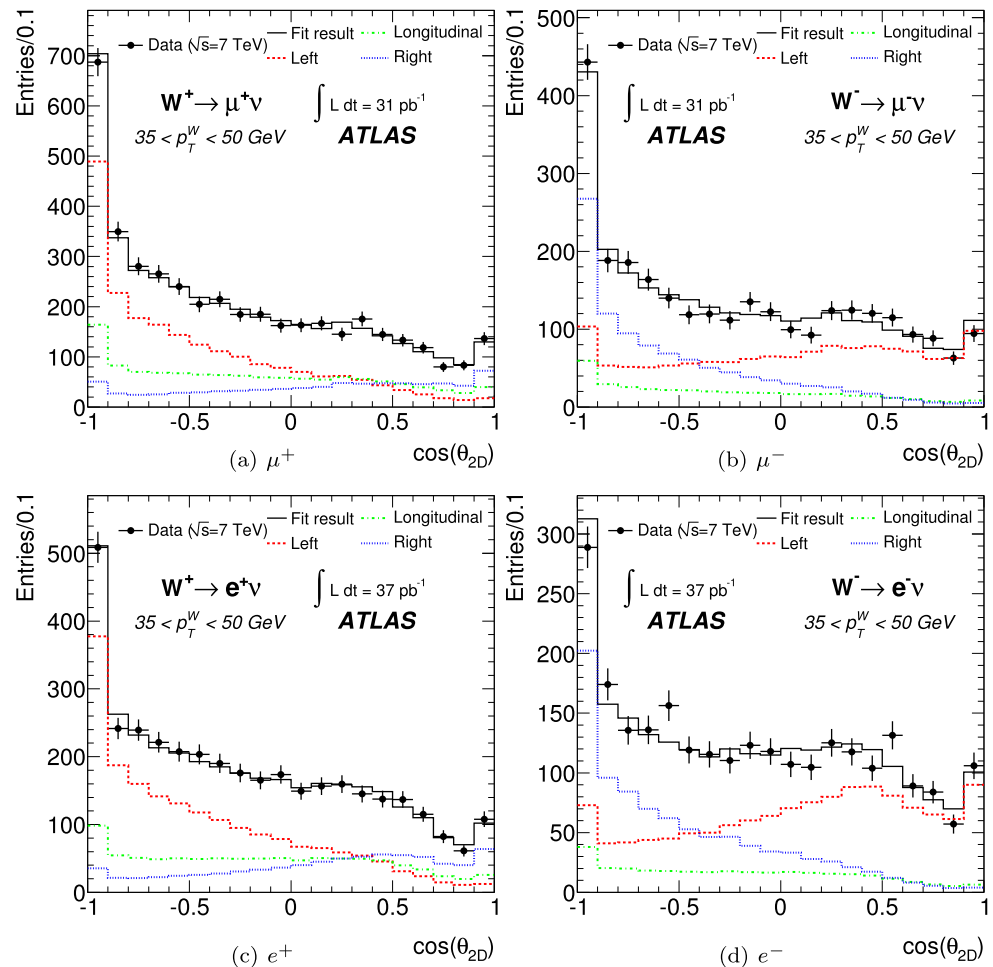 Entries/0.1
700
600
500
400
300
200
100
0
Data (√s=7 TeV)
Fit result
Longitudinal
Left
Right
W⁺→ μ⁺ν
∫ L dt = 31 pb⁻¹
35 < p_T^W < 50 GeV
ATLAS
-1 -0.5 0 0.5 1
(a) μ⁺
cos(θ_2D)
Entries/0.1
500
400
300
200
100
0
Data (√s=7 TeV)
Fit result
Longitudinal
Left
Right
∫ L dt = 31 pb⁻¹
W⁻→ μ⁻ν
ATLAS
35 < p_T^W < 50 GeV
-1 -0.5 0 0.5 1
(b) μ⁻
cos(θ_2D)
Entries/0.1
500
400
300
200
100
0
Data (√s=7 TeV)
Fit result
Longitudinal
Left
Right
W⁺→ e⁺ν
∫ L dt = 37 pb⁻¹
35 < p_T^W < 50 GeV
ATLAS
-1 -0.5 0 0.5 1
(c) e⁺
cos(θ_2D)
Entries/0.1
300
250
200
150
100
50
0
Data (√s=7 TeV)
Fit result
Longitudinal
Left
Right
∫ L dt = 37 pb⁻¹
W⁻→ e⁻ν
ATLAS
35 < p_T^W < 50 GeV
-1 -0.5 0 0.5 1
(d) e⁻
cos(θ_2D)